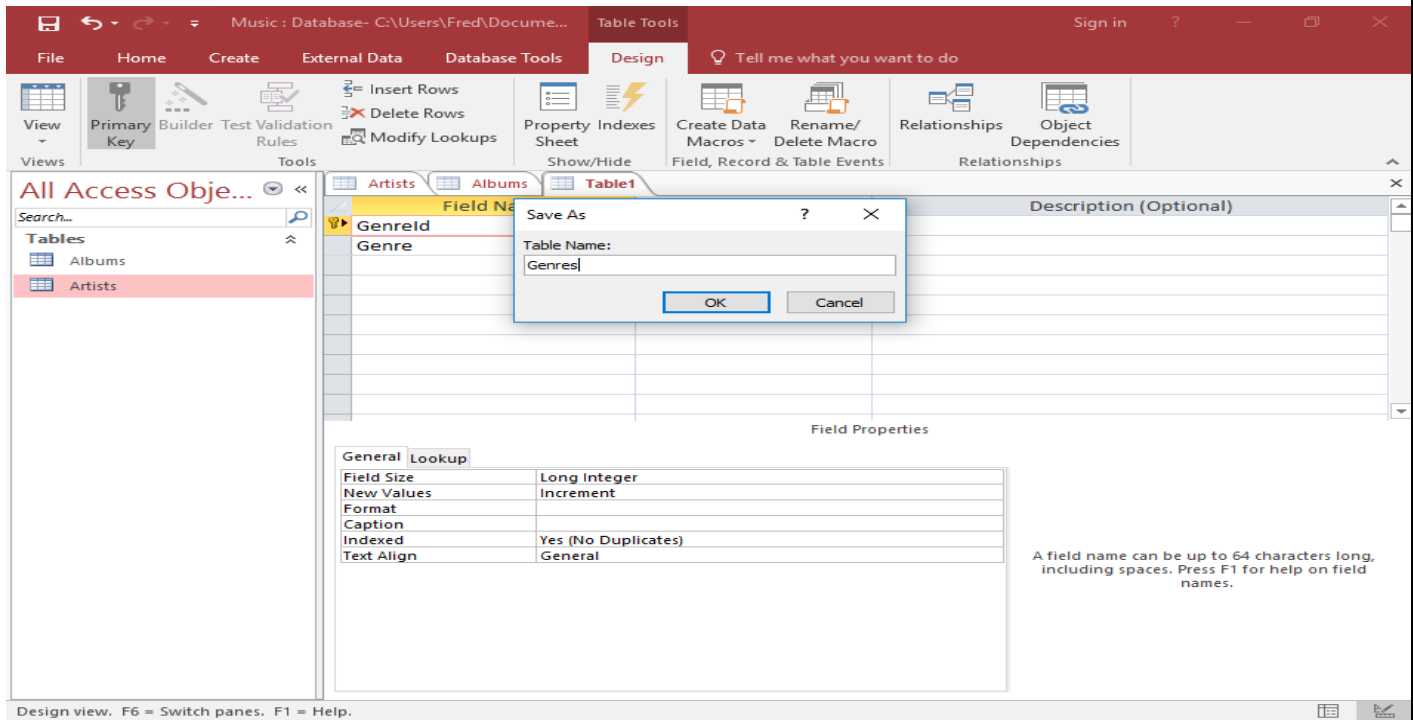 Music : Database- C:\Users\Fred\Docume... Table Tools Sign in ?
File Home Create External Data Database Tools Design Tell me what you want to do
View
Views
Primary Key
Builder
Test Validation Rules
Insert Rows
Delete Rows
Modify Lookups
Tools
Property Sheet
Indexes
Show/Hide
Create Data Macros
Rename/ Delete Macro
Field, Record & Table Events
Relationships
Object Dependencies
Relationships
All Access Obje... «
Search...
Tables
Albums
Artists
Artists Albums Table1
Field Na Description (Optional)
GenreId
Genre
Save As ?
Table Name:
Genres
OK Cancel
Field Properties
General Lookup
Field Size Long Integer
New Values Increment
Format
Caption
Indexed Yes (No Duplicates)
Text Align General
A field name can be up to 64 characters long,
including spaces. Press F1 for help on field
names.
Design view. F6 = Switch panes. F1 = Help.